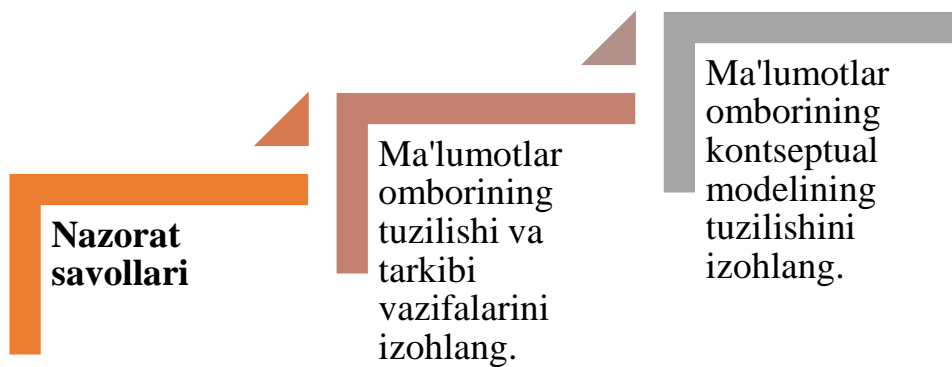 Nazorat
savollari
Ma'lumotlar
omborining
tuzilishi va
tarkibi
vazifalarini
izohlang.
Ma'lumotlar
omborining
kontseptual
modelining
tuzilishini
izohlang.